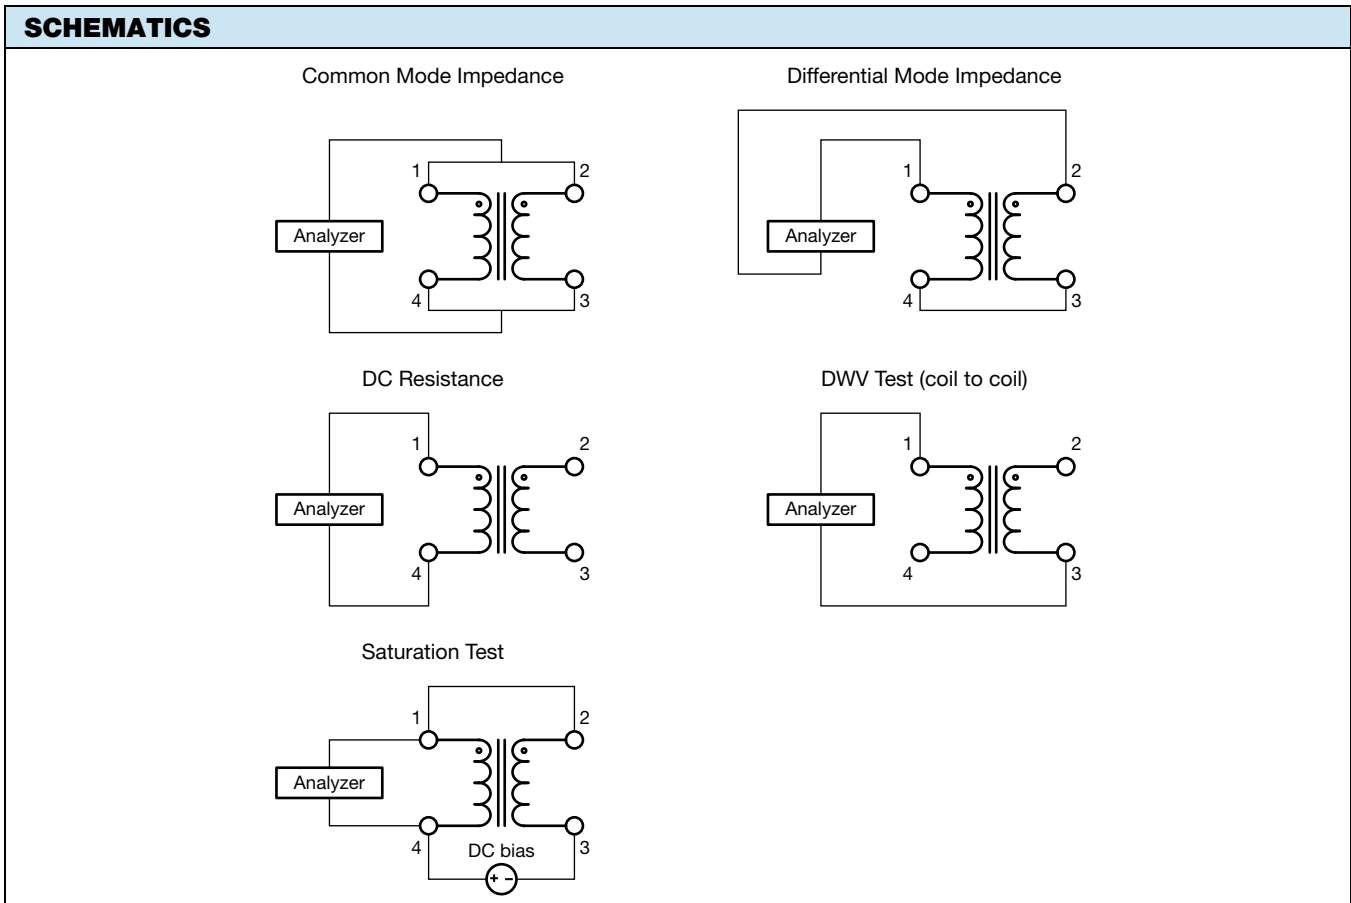 SCHEMATICS
Common Mode Impedance
1
2
Analyzer
4
3
Differential Mode Impedance
1
2
Analyzer
4
3
DC Resistance
1
2
Analyzer
4
3
DWV Test (coil to coil)
1
2
Analyzer
4
3
Saturation Test
1
2
Analyzer
4
DC bias
3
+ -